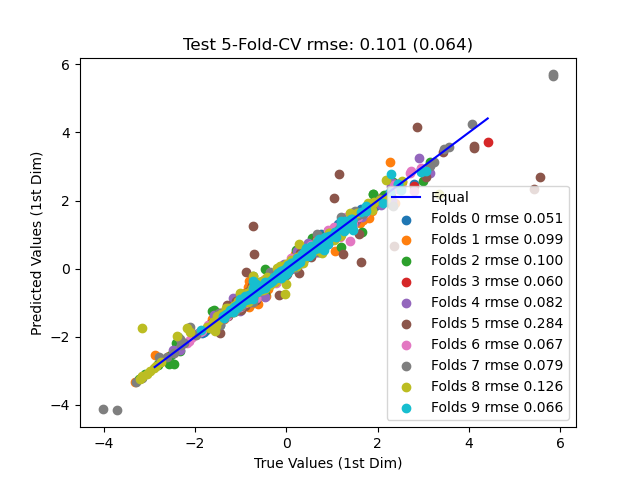 Test 5-Fold-CV rmse: 0.101 (0.064)
6
4
2
0
−2
−4
Predicted Values (1st Dim)
Equal
Folds 0 rmse 0.051
Folds 1 rmse 0.099
Folds 2 rmse 0.100
Folds 3 rmse 0.060
Folds 4 rmse 0.082
Folds 5 rmse 0.284
Folds 6 rmse 0.067
Folds 7 rmse 0.079
Folds 8 rmse 0.126
Folds 9 rmse 0.066
−4 −2 0 2 4 6
True Values (1st Dim)